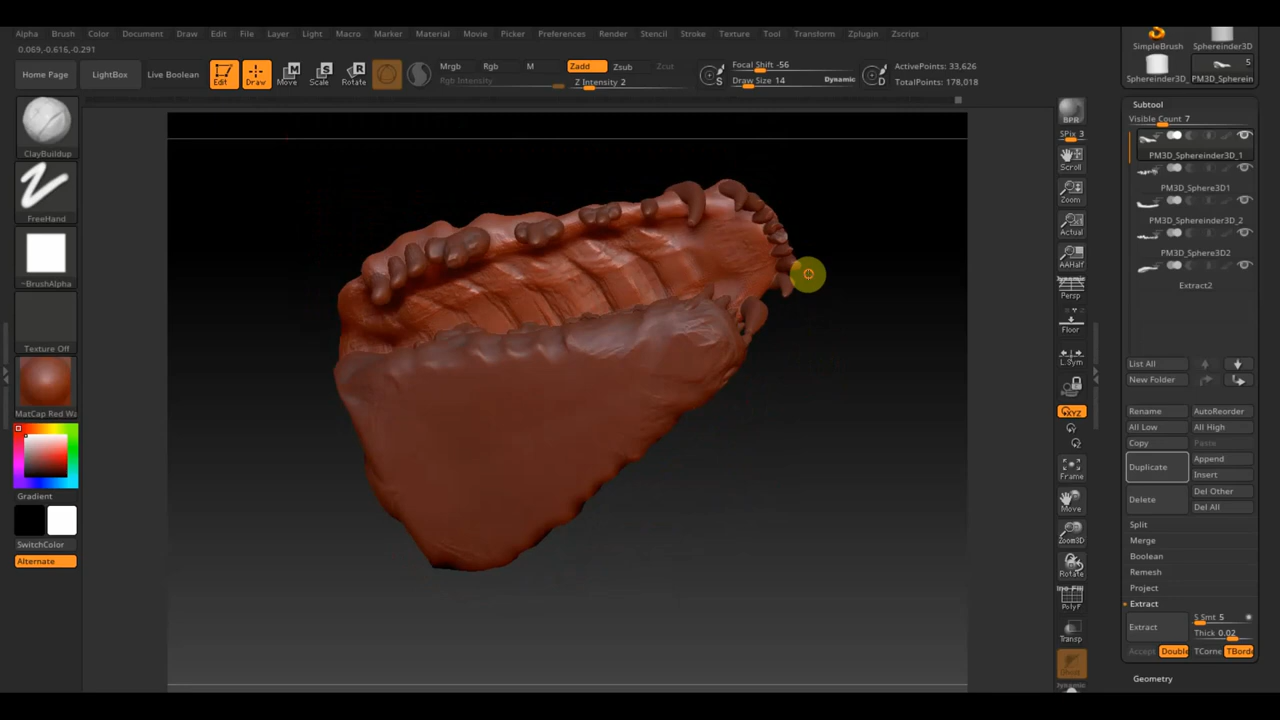 Alpha Brush Color Document Draw Edit File Layer Light Macro Marker Material Movie Picker Preferences Render Stencil Stroke Texture Tool Transform Zplugin Zscript
0.069,-0.616,-0.291
Home Page LightBox Live Boolean Edit Draw Move Scale Rotate Mrgb Rgb M Zadd Zsub Zcut
Rgb Intensity Z Intensity 2
Focal Shift -56
Draw Size 14 Dynamic
S D
ActivePoints: 33,626
TotalPoints: 178,018
SimpleBrush Sphereinder3D
Sphereinder3D_ 5 PM3D_Spherein
ClayBuildup
FreeHand
~BrushAlpha
Texture Off
MatCap Red Wa
Gradient
SwitchColor
Alternate
BPR
SPix 3
Scroll
Zoom
Actual
AAHalf
Dynamic
Persp
Floor
L.Sym
XYZ
Frame
Move
Zoom3D
Rotate
PolyF
Transp
Dynamic
Subtool
Visible Count 7
PM3D_Sphereinder3D_1
PM3D_Sphere3D1
PM3D_Sphereinder3D_2
PM3D_Sphere3D2
Extract2
List All
New Folder
Rename AutoReorder
All Low All High
Copy Paste
Duplicate Append
Insert
Delete Del Other
Del All
Split
Merge
Boolean
Remesh
Project
Extract
Extract S Smt 5
Thick 0.02
Accept Double TCorne TBorde
Geometry